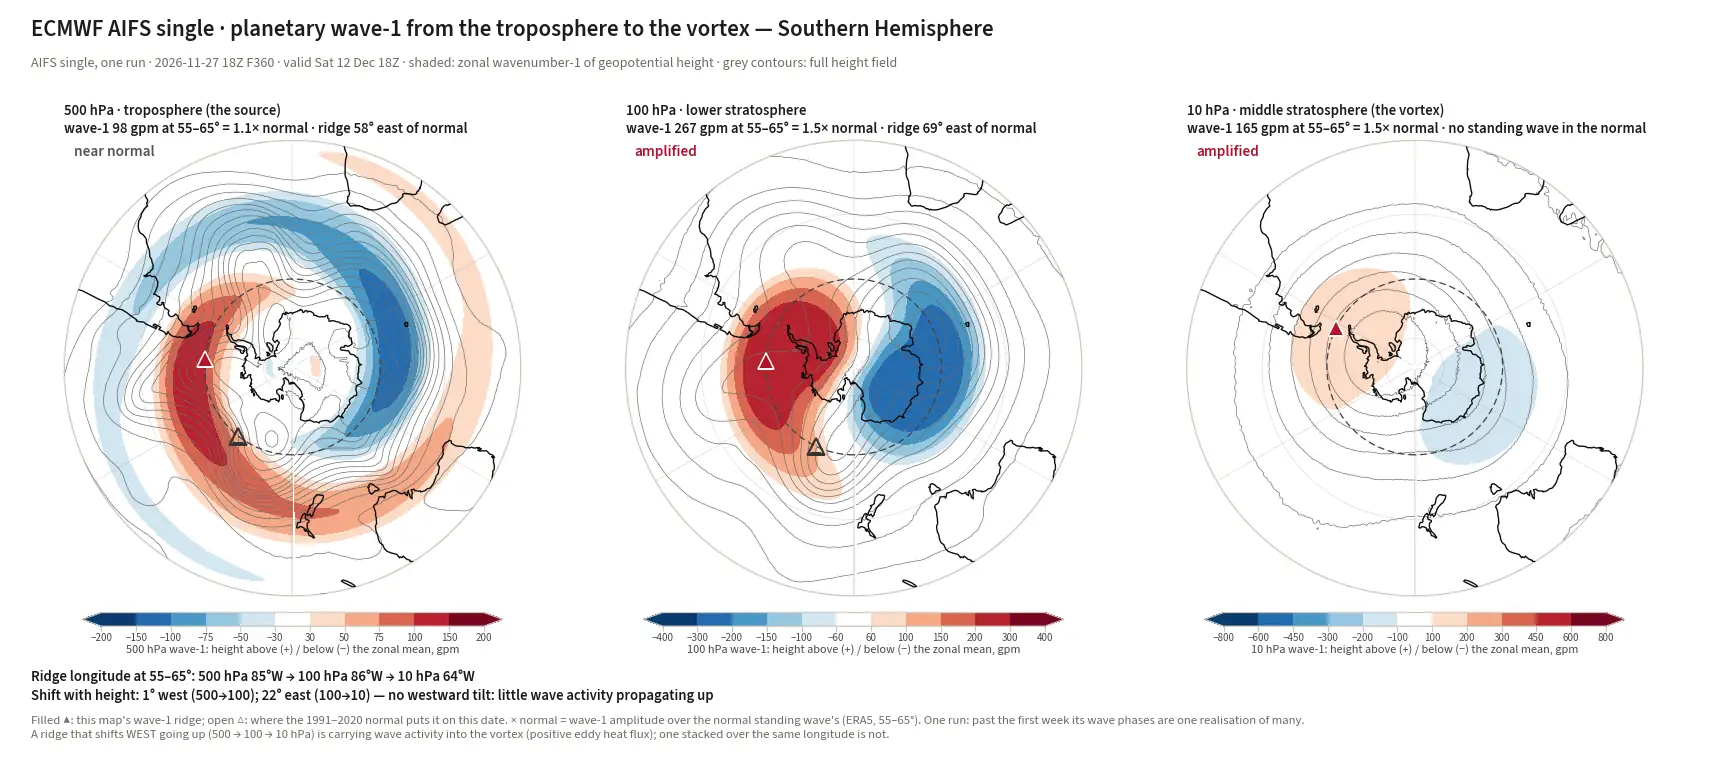 ECMWF AIFS single · planetary wave-1 from the troposphere to the vortex — Southern Hemisphere
AIFS single, one run · 2026-11-27 18Z F360 · valid Sat 12 Dec 18Z · shaded: zonal wavenumber-1 of geopotential height · grey contours: full height field
500 hPa · troposphere (the source)
wave-1 98 gpm at 55–65° = 1.1× normal · ridge 58° east of normal
near normal
100 hPa · lower stratosphere
wave-1 267 gpm at 55–65° = 1.5× normal · ridge 69° east of normal
amplified
10 hPa · middle stratosphere (the vortex)
wave-1 165 gpm at 55–65° = 1.5× normal · no standing wave in the normal
amplified
−200 −150 −100 −75 −50 −30 30 50 75 100 150 200
500 hPa wave-1: height above (+) / below (−) the zonal mean, gpm
−400 −300 −200 −150 −100 −60 60 100 150 200 300 400
100 hPa wave-1: height above (+) / below (−) the zonal mean, gpm
−800 −600 −450 −300 −200 −100 100 200 300 450 600 800
10 hPa wave-1: height above (+) / below (−) the zonal mean, gpm
Ridge longitude at 55–65°: 500 hPa 85°W → 100 hPa 86°W → 10 hPa 64°W
Shift with height: 1° west (500→100); 22° east (100→10) — no westward tilt: little wave activity propagating up
Filled ▲: this map's wave-1 ridge; open △: where the 1991–2020 normal puts it on this date. × normal = wave-1 amplitude over the normal standing wave's (ERA5, 55–65°). One run: past the first week its wave phases are one realisation of many.
A ridge that shifts WEST going up (500 → 100 → 10 hPa) is carrying wave activity into the vortex (positive eddy heat flux); one stacked over the same longitude is not.